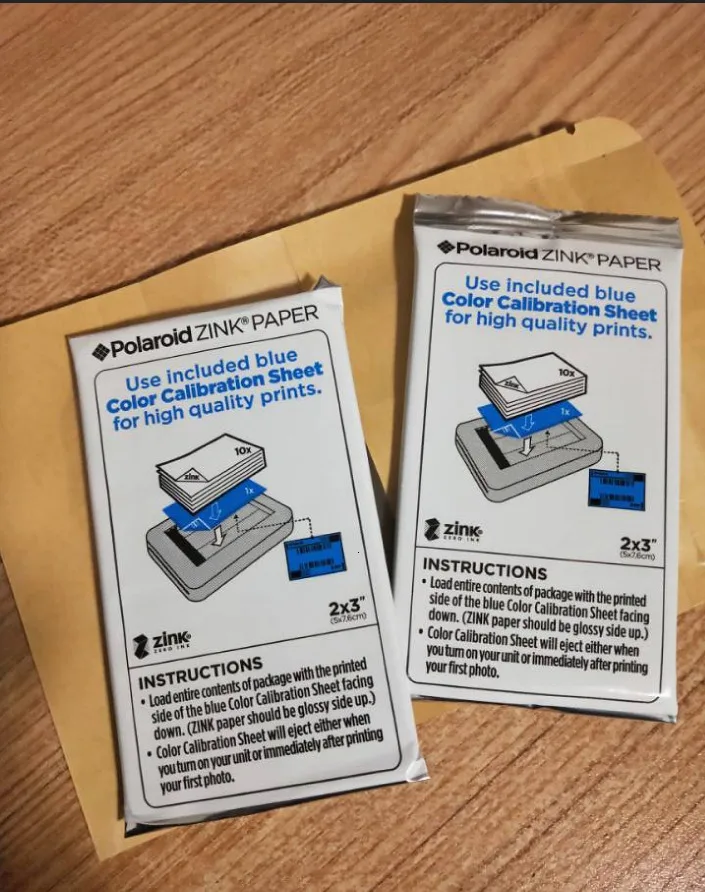 Polaroid ZINK® PAPER
Use included blue
Color Calibration Sheet
for high quality prints.
10x
zink
1x
zink®
ZERO INK
2x3"
(5x7,6cm)
INSTRUCTIONS
• Load entire contents of package with the printed
side of the blue Color Calibration Sheet facing
down. (ZINK paper should be glossy side up.)
• Color Calibration Sheet will eject either when
you turn on your unit or immediately after printing
your first photo.
Polaroid ZINK® PAPER
Use included blue
Color Calibration Sheet
for high quality prints.
10x
zink
1x
zink®
ZERO INK
2x3"
(5x7,6cm)
INSTRUCTIONS
• Load entire contents of package with the printed
side of the blue Color Calibration Sheet facing
down. (ZINK paper should be glossy side up.)
• Color Calibration Sheet will eject either when
you turn on your unit or immediately after printing
your first photo.